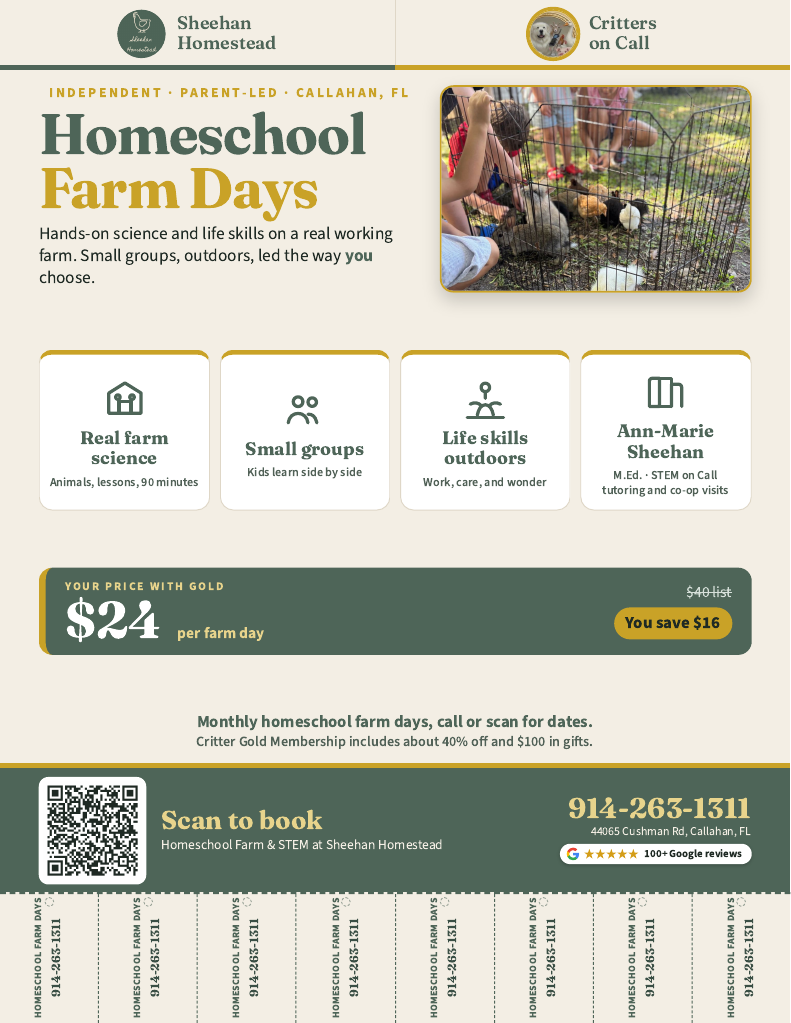 Sheehan
Homestead
Sheehan
Homestead
Critters
on Call
INDEPENDENT · PARENT-LED · CALLAHAN, FL
Homeschool
Farm Days
Hands-on science and life skills on a real working
farm. Small groups, outdoors, led the way you
choose.
Real farm
science
Animals, lessons, 90 minutes
Small groups
Kids learn side by side
Life skills
outdoors
Work, care, and wonder
Ann-Marie
Sheehan
M.Ed. · STEM on Call
tutoring and co-op visits
YOUR PRICE WITH GOLD
$24 per farm day
$40 list
You save $16
Monthly homeschool farm days, call or scan for dates.
Critter Gold Membership includes about 40% off and $100 in gifts.
Scan to book
Homeschool Farm & STEM at Sheehan Homestead
914-263-1311
44065 Cushman Rd, Callahan, FL
G ★★★★★ 100+ Google reviews
HOMESCHOOL FARM DAYS
914-263-1311
HOMESCHOOL FARM DAYS
914-263-1311
HOMESCHOOL FARM DAYS
914-263-1311
HOMESCHOOL FARM DAYS
914-263-1311
HOMESCHOOL FARM DAYS
914-263-1311
HOMESCHOOL FARM DAYS
914-263-1311
HOMESCHOOL FARM DAYS
914-263-1311
HOMESCHOOL FARM DAYS
914-263-1311